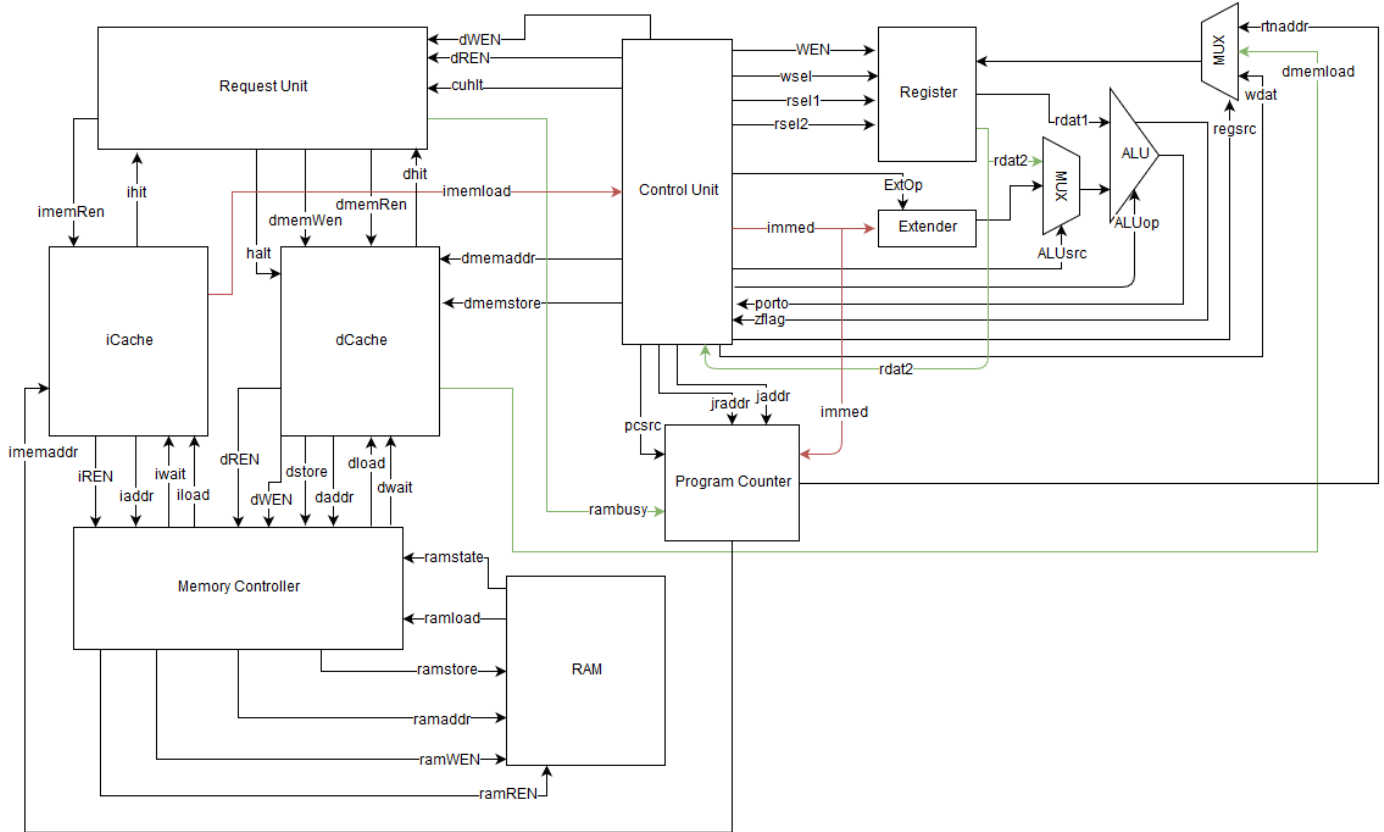 dWEN
dREN
cuhlt
Request Unit
WEN
wsel
rsel1
rsel2
Register
MUX
rtnaddr
dmemload
wdat
regsrc
rdat1
rdat2
ALU
MUX
ALUop
ALUsrc
ExtOp
Extender
Control Unit
immed
imemload
imemRen
ihit
halt
dmemWen
dmemRen
dhit
dmemaddr
dmemstore
porto
zflag
rdat2
iCache
dCache
jraddr
jaddr
pcsrc
immed
Program Counter
imemaddr
iREN
iaddr
iwait
iload
dREN
dWEN
dstore
daddr
dload
dwait
rambusy
Memory Controller
ramstate
ramload
ramstore
ramaddr
ramWEN
ramREN
RAM